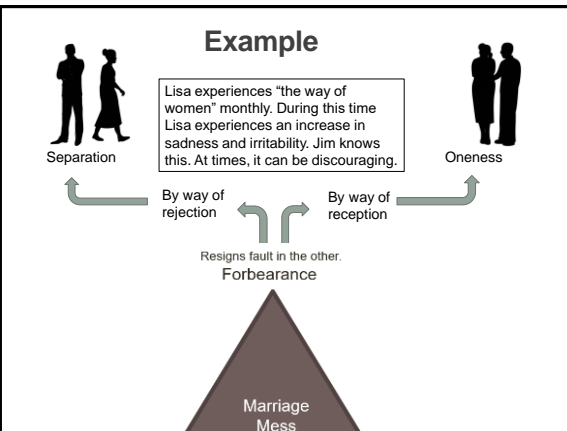 Example
Lisa experiences “the way of
women” monthly. During this time
Lisa experiences an increase in
sadness and irritability. Jim knows
this. At times, it can be discouraging.
Separation
Oneness
By way of
rejection
By way of
reception
Resigns fault in the other.
Forbearance
Marriage
Mess